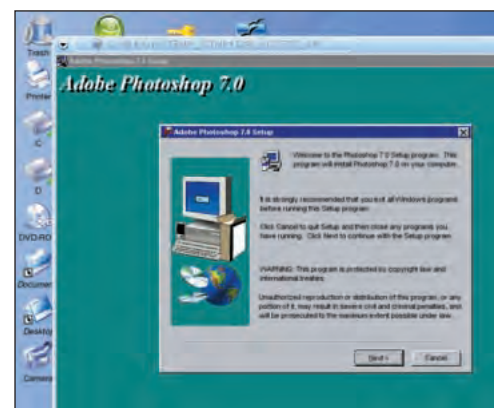 Trash
Adobe Photoshop 7.0 Setup
Printer
Adobe Photoshop 7.0
C
D
DVD-RO
Documen
Desktop
Camera
Adobe Photoshop 7.0 Setup
Welcome to the Photoshop 7.0 Setup program. This
program will install Photoshop 7.0 on your computer.
It is strongly recommended that you exit all Windows programs
before running this Setup program.
Click Cancel to quit Setup and then close any programs you
have running. Click Next to continue with the Setup program.
WARNING: This program is protected by copyright law and
international treaties.
Unauthorized reproduction or distribution of this program, or any
portion of it, may result in severe civil and criminal penalties, and
will be prosecuted to the maximum extent possible under law.
Next >
Cancel